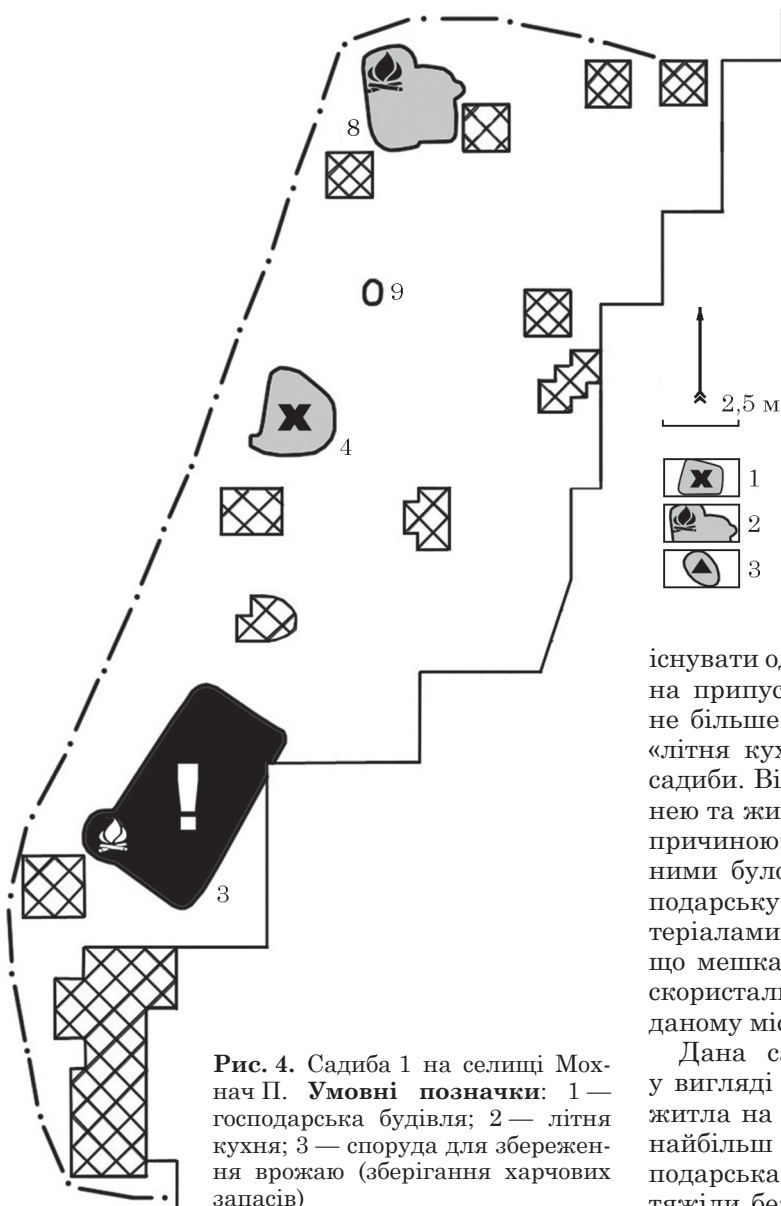 8
9
4
2,5 м
1
2
3
!
3
існувати
на припус
не більше
«літня кух
садиби. Ві
нею та жи
причиною
ними було
подарську
теріалами
що мешка
скористал
даному міс
Дана са
у вигляді
житла на
найбільш
подарська
Рис. 4. Садиба 1 на селищі Мох-
нач П. Умовні позначки: 1 —
господарська будівля; 2 — літня
кухня; 3 — споруда для збережен-
ня врожаю (зберігання харчових
запасів)